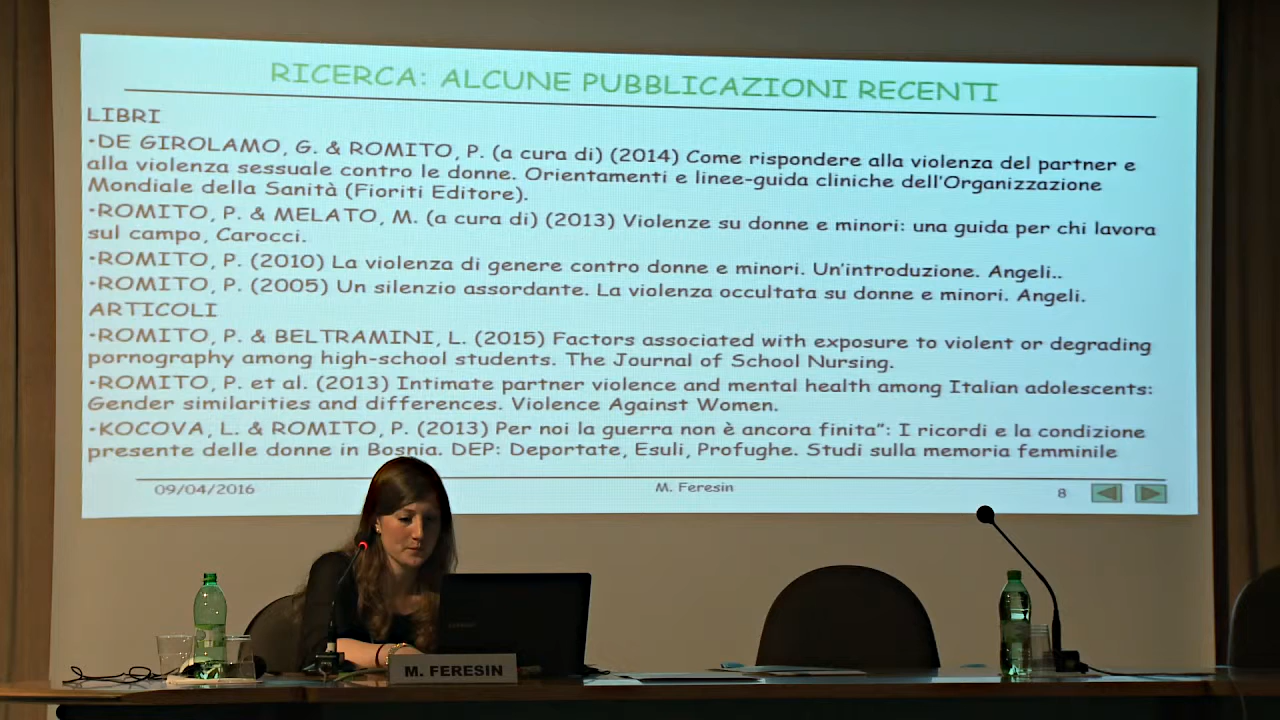 RICERCA: ALCUNE PUBBLICAZIONI RECENTI
LIBRI
•DE GIROLAMO, G. & ROMITO, P. (a cura di) (2014) Come rispondere alla violenza del partner e
alla violenza sessuale contro le donne. Orientamenti e linee-guida cliniche dell'Organizzazione
Mondiale della Sanità (Fioriti Editore).
•ROMITO, P. & MELATO, M. (a cura di) (2013) Violenze su donne e minori: una guida per chi lavora
sul campo, Carocci.
•ROMITO, P. (2010) La violenza di genere contro donne e minori. Un'introduzione. Angeli..
•ROMITO, P. (2005) Un silenzio assordante. La violenza occultata su donne e minori. Angeli.
ARTICOLI
•ROMITO, P. & BELTRAMINI, L. (2015) Factors associated with exposure to violent or degrading
pornography among high-school students. The Journal of School Nursing.
•ROMITO, P. et al. (2013) Intimate partner violence and mental health among Italian adolescents:
Gender similarities and differences. Violence Against Women.
•KOCOVA, L. & ROMITO, P. (2013) Per noi la guerra non è ancora finita": I ricordi e la condizione
presente delle donne in Bosnia. DEP: Deportate, Esuli, Profughe. Studi sulla memoria femminile
09/04/2016 M. Feresin 8
M. FERESIN